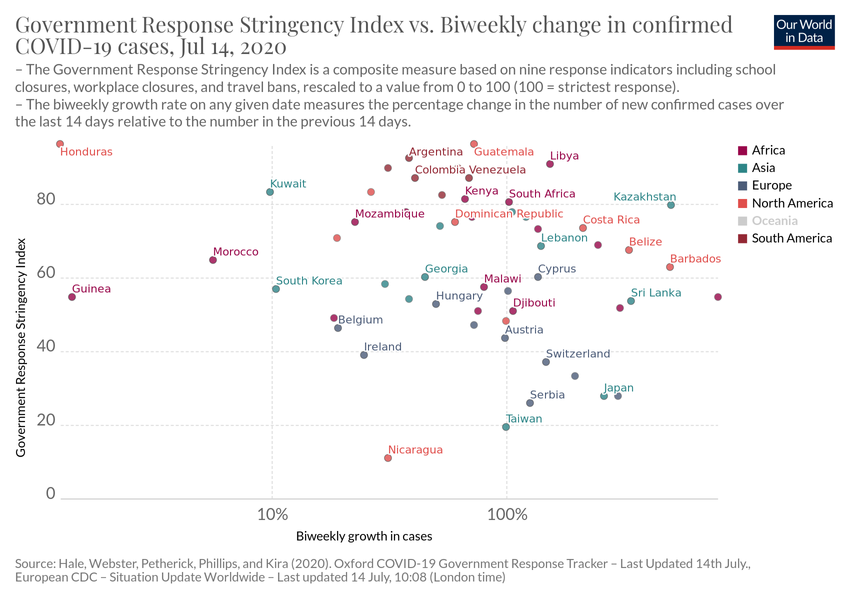 Government Response Stringency Index vs. Biweekly change in confirmed
COVID-19 cases, Jul 14, 2020
Our World
in Data
– The Government Response Stringency Index is a composite measure based on nine response indicators including school
closures, workplace closures, and travel bans, rescaled to a value from 0 to 100 (100 = strictest response).
– The biweekly growth rate on any given date measures the percentage change in the number of new confirmed cases over
the last 14 days relative to the number in the previous 14 days.
Honduras
Argentina
Guatemala
Libya
Colombia Venezuela
Kuwait
Kenya
South Africa
Kazakhstan
80
Mozambique
Dominican Republic
Costa Rica
Lebanon
Belize
Morocco
Barbados
60
Georgia
Cyprus
South Korea
Malawi
Guinea
Hungary
Sri Lanka
Djibouti
Belgium
Austria
40
Ireland
Switzerland
Serbia
Japan
20
Taiwan
Nicaragua
0
10%
100%
Government Response Stringency Index
Biweekly growth in cases
Africa
Asia
Europe
North America
Oceania
South America
Source: Hale, Webster, Petherick, Phillips, and Kira (2020). Oxford COVID-19 Government Response Tracker – Last Updated 14th July.,
European CDC – Situation Update Worldwide – Last updated 14 July, 10:08 (London time)